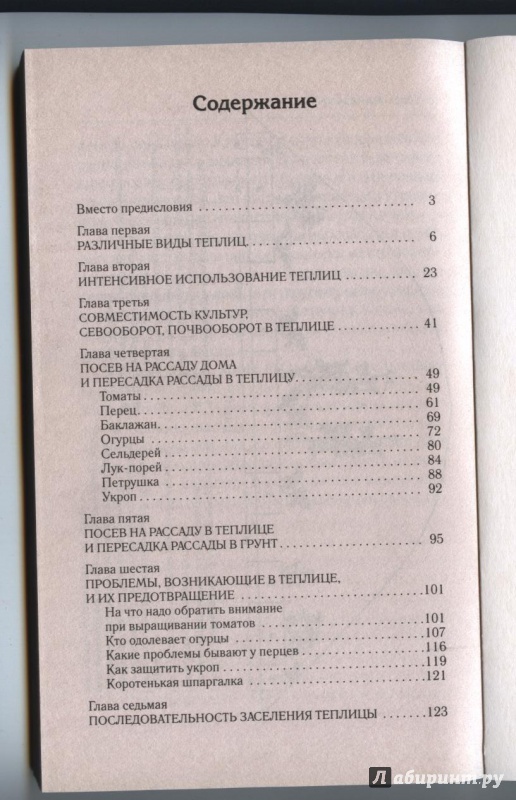 Содержание
Вместо предисловия ........................ 3
Глава первая
РАЗЛИЧНЫЕ ВИДЫ ТЕПЛИЦ. ........................ 6
Глава вторая
ИНТЕНСИВНОЕ ИСПОЛЬЗОВАНИЕ ТЕПЛИЦ .......... 23
Глава третья
СОВМЕСТИМОСТЬ КУЛЬТУР,
СЕВООБОРОТ, ПОЧВООБОРОТ В ТЕПЛИЦЕ .......... 41
Глава четвертая
ПОСЕВ НА РАССАДУ ДОМА
И ПЕРЕСАДКА РАССАДЫ В ТЕПЛИЦУ. ............... 49
Томаты ........................ 49
Перец. ........................ 61
Баклажан. ........................ 69
Огурцы ........................ 72
Сельдерей ........................ 80
Лук-порей ........................ 84
Петрушка ........................ 88
Укроп ........................ 92
Глава пятая
ПОСЕВ НА РАССАДУ В ТЕПЛИЦЕ
И ПЕРЕСАДКА РАССАДЫ В ГРУНТ .................. 95
Глава шестая
ПРОБЛЕМЫ, ВОЗНИКАЮЩИЕ В ТЕПЛИЦЕ,
И ИХ ПРЕДОТВРАЩЕНИЕ ........................ 101
На что надо обратить внимание
при выращивании томатов ........................ 101
Кто одолевает огурцы ........................ 107
Какие проблемы бывают у перцев .................. 116
Как защитить укроп ........................ 119
Коротенькая шпаргалка ........................ 121
Глава седьмая
ПОСЛЕДОВАТЕЛЬНОСТЬ ЗАСЕЛЕНИЯ ТЕПЛИЦЫ ....... 123
Лабиринт.ру